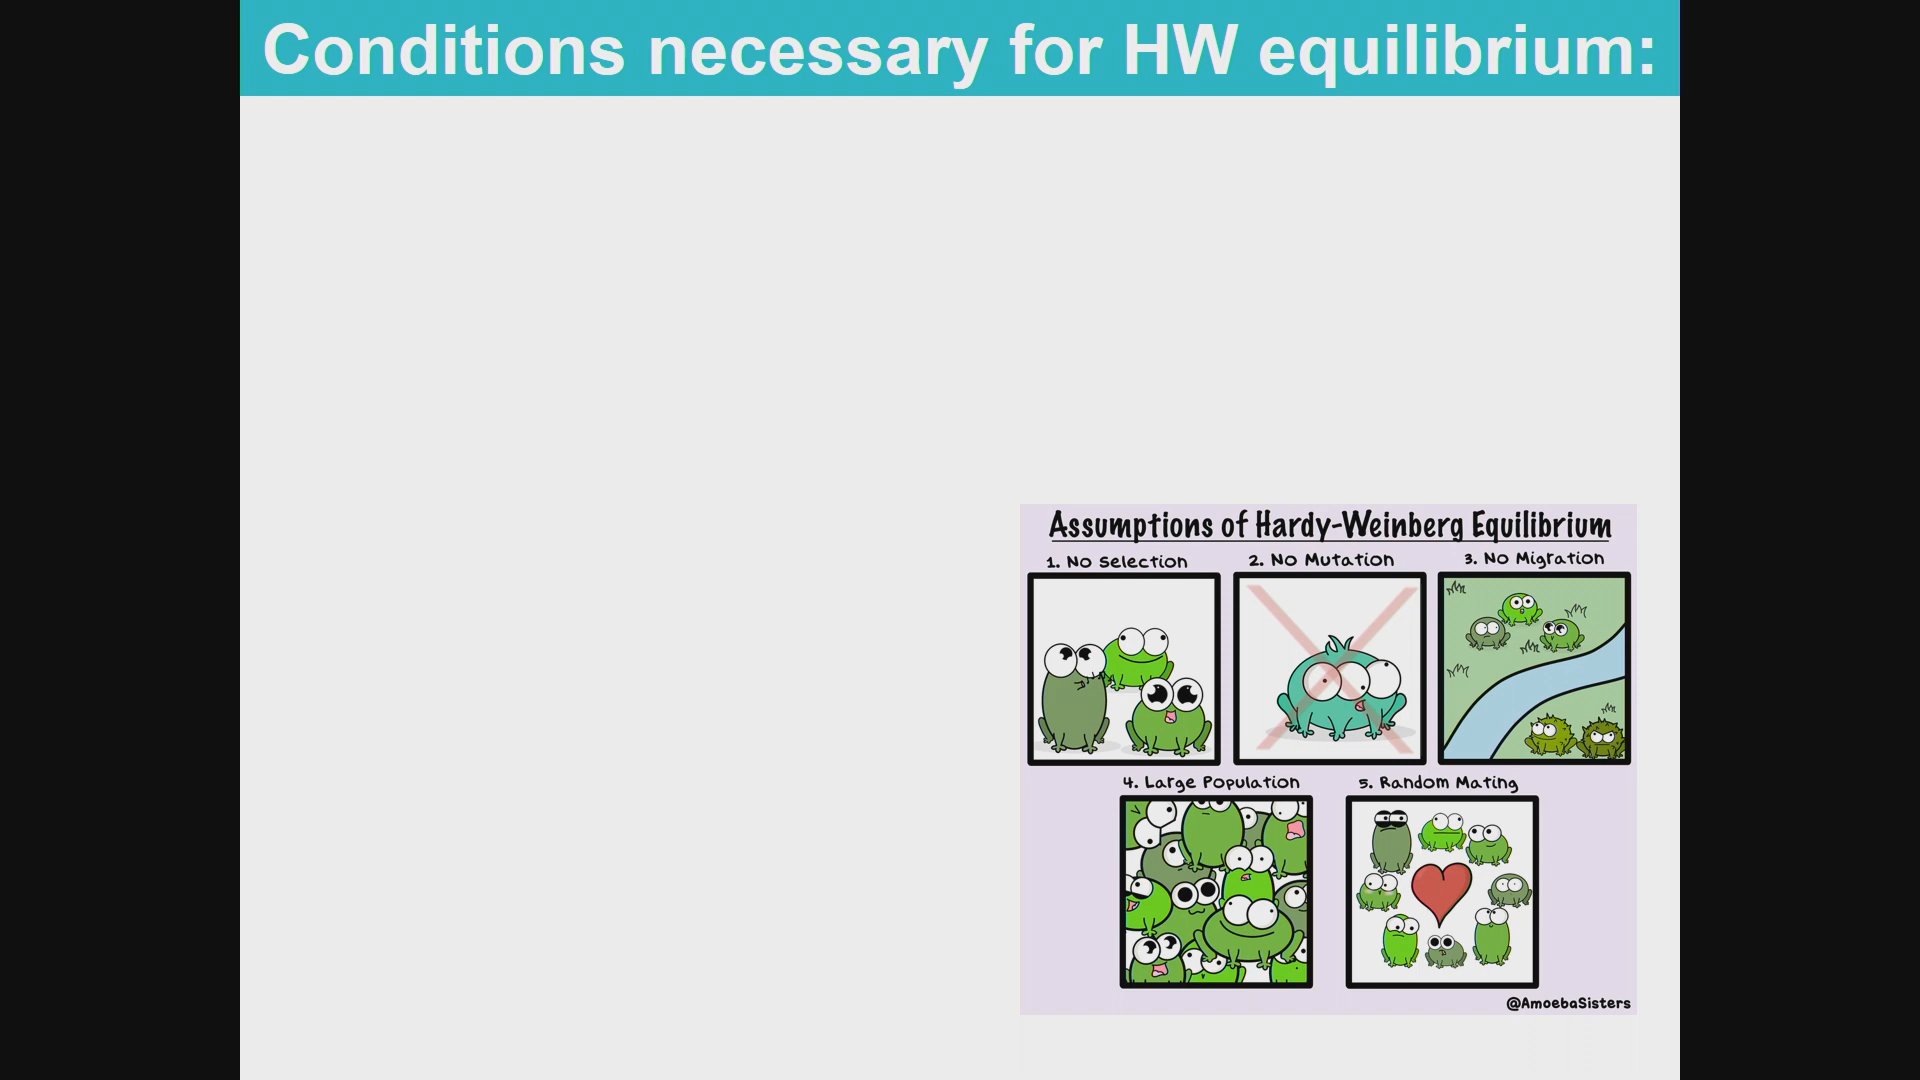 Conditions necessary for HW equilibrium:
Assumptions of Hardy-Weinberg Equilibrium
1. No Selection
2. No Mutation
3. No Migration
4. Large Population
5. Random Mating
@AmoebaSisters